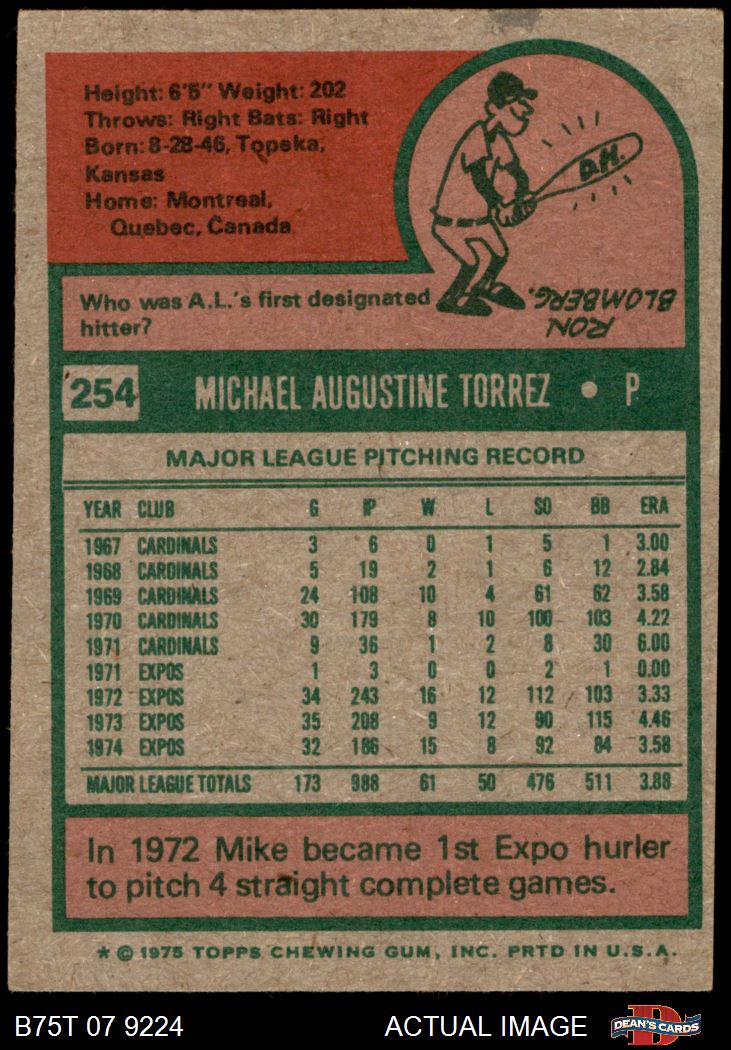 Height: 6'5" Weight: 202
Throws: Right Bats: Right
Born: 8-28-46, Topeka,
Kansas
Home: Montreal,
Quebec, Canada
D.H.
Who was A.L.'s first designated
hitter?
RON
BLOMBERG.
254 MICHAEL AUGUSTINE TORREZ • P
MAJOR LEAGUE PITCHING RECORD
YEAR CLUB G IP W L SO BB ERA
1967 CARDINALS 3 6 0 1 5 1 3.00
1968 CARDINALS 5 19 2 1 6 12 2.84
1969 CARDINALS 24 108 10 4 61 62 3.58
1970 CARDINALS 30 179 8 10 100 103 4.22
1971 CARDINALS 9 36 1 2 8 30 6.00
1971 EXPOS 1 3 0 0 2 1 0.00
1972 EXPOS 34 243 16 12 112 103 3.33
1973 EXPOS 35 208 9 12 90 115 4.46
1974 EXPOS 32 186 15 8 92 84 3.58
MAJOR LEAGUE TOTALS 173 988 61 50 476 511 3.88
In 1972 Mike became 1st Expo hurler
to pitch 4 straight complete games.
* © 1975 TOPPS CHEWING GUM, INC. PRTD IN U.S.A.
B75T 07 9224 ACTUAL IMAGE D DEAN'S CARDS